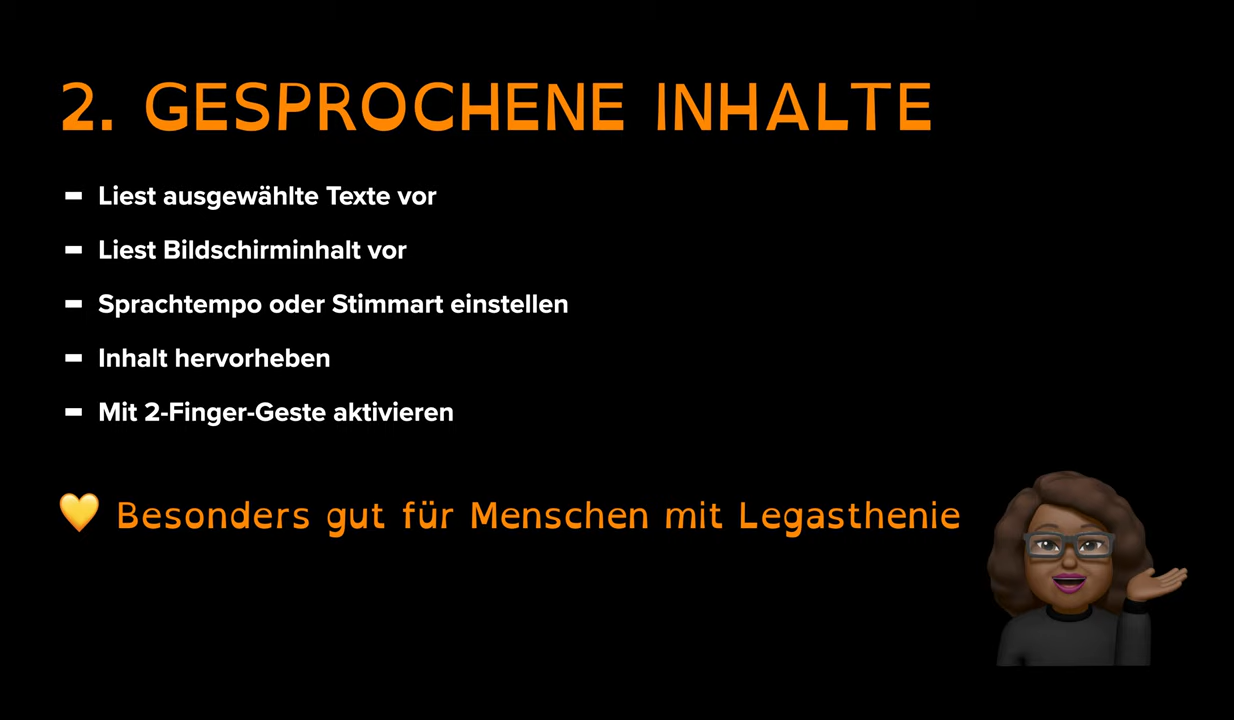 2. GESPROCHENE INHALTE
- Liest ausgewählte Texte vor
- Liest Bildschirminhalt vor
- Sprachtempo oder Stimmart einstellen
- Inhalt hervorheben
- Mit 2-Finger-Geste aktivieren
💛 Besonders gut für Menschen mit Legasthenie